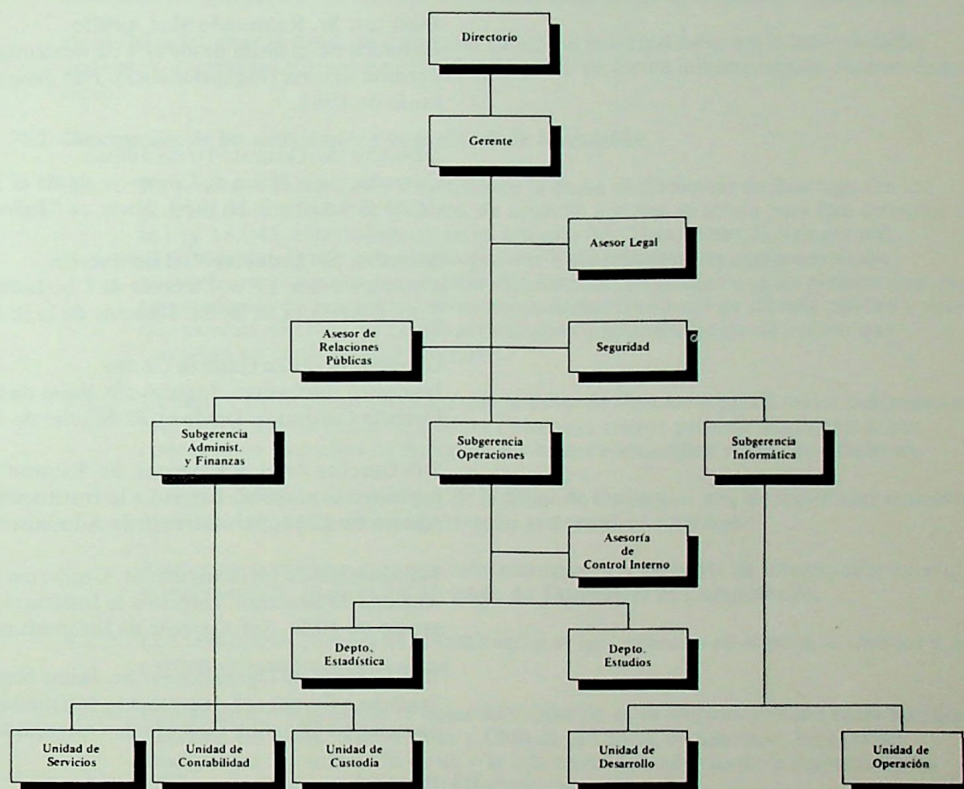 Directorio
Gerente
Asesor Legal
Asesor de
Relaciones
Públicas
Seguridad
Subgerencia
Administ.
y Finanzas
Subgerencia
Operaciones
Subgerencia
Informática
Asesoría
de
Control Interno
Depto.
Estadística
Depto.
Estudios
Unidad de
Servicios
Unidad de
Contabilidad
Unidad de
Custodia
Unidad de
Desarrollo
Unidad de
Operación